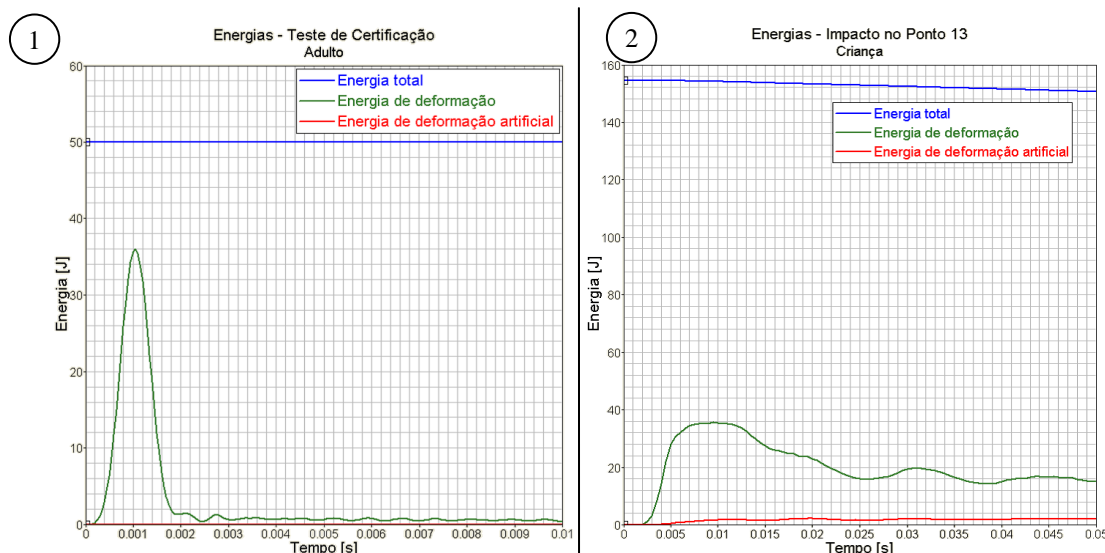 1
Energias - Teste de Certificação
Adulto
60
50
40
30
20
10
0
Energia [J]
Energia total
Energia de deformação
Energia de deformação artificial
0 0.001 0.002 0.003 0.004 0.005 0.006 0.007 0.008 0.009 0.01
Tempo [s]
2
Energias - Impacto no Ponto 13
Criança
160
140
120
100
80
60
40
20
0
Energia [J]
Energia total
Energia de deformação
Energia de deformação artificial
0 0.005 0.01 0.015 0.02 0.025 0.03 0.035 0.04 0.045 0.05
Tempo [s]